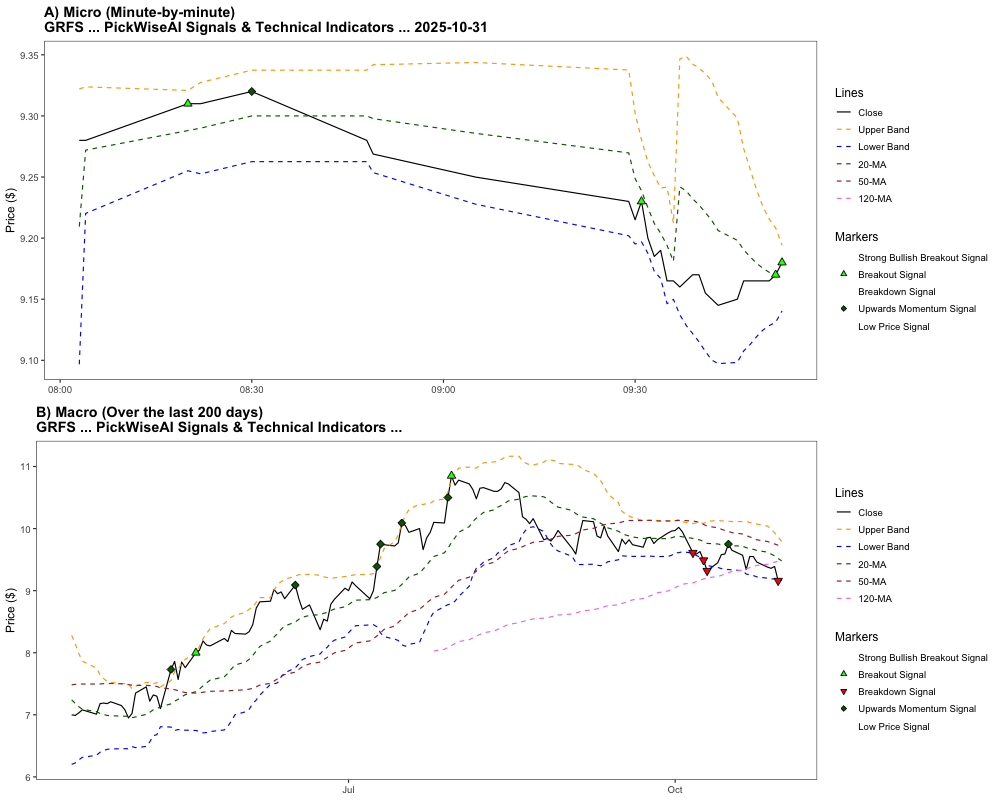 A) Micro (Minute-by-minute)
GRFS ... PickWiseAI Signals & Technical Indicators ... 2025-10-31
Price ($)
9.35
9.30
9.25
9.20
9.15
9.10
08:00
08:30
09:00
09:30
Lines
Close
Upper Band
Lower Band
20-MA
50-MA
120-MA
Markers
Strong Bullish Breakout Signal
Breakout Signal
Breakdown Signal
Upwards Momentum Signal
Low Price Signal
B) Macro (Over the last 200 days)
GRFS ... PickWiseAI Signals & Technical Indicators ...
Price ($)
11
10
9
8
7
6
Jul
Oct
Lines
Close
Upper Band
Lower Band
20-MA
50-MA
120-MA
Markers
Strong Bullish Breakout Signal
Breakout Signal
Breakdown Signal
Upwards Momentum Signal
Low Price Signal